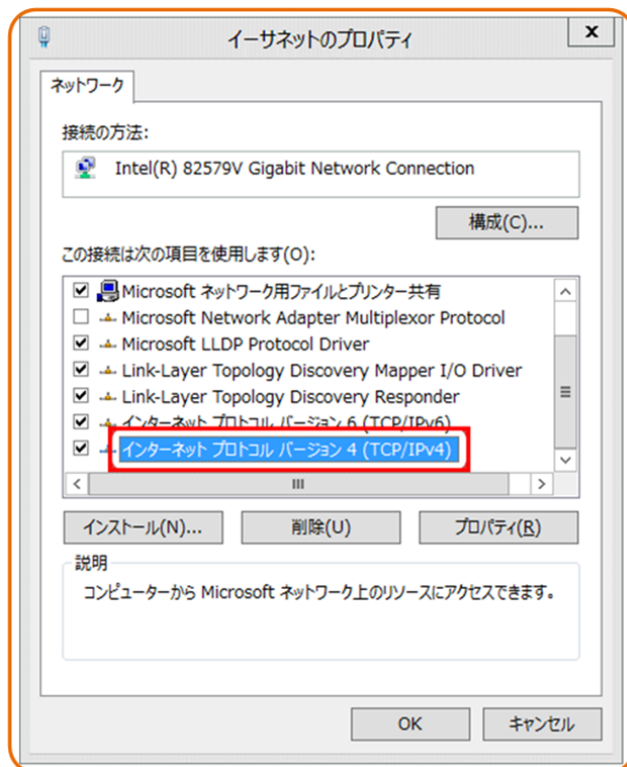 イーサネットのプロパティ
x
ネットワーク
接続の方法:
Intel(R) 82579V Gigabit Network Connection
構成(C)...
この接続は次の項目を使用します(O):
Microsoft ネットワーク用ファイルとプリンター共有
Microsoft Network Adapter Multiplexor Protocol
Microsoft LLDP Protocol Driver
Link-Layer Topology Discovery Mapper I/O Driver
Link-Layer Topology Discovery Responder
インターネット プロトコル バージョン 6 (TCP/IPv6)
インターネット プロトコル バージョン 4 (TCP/IPv4)
インストール(N)... 削除(U) プロパティ(R)
説明
コンピューターから Microsoft ネットワーク上のリソースにアクセスできます。
OK キャンセル